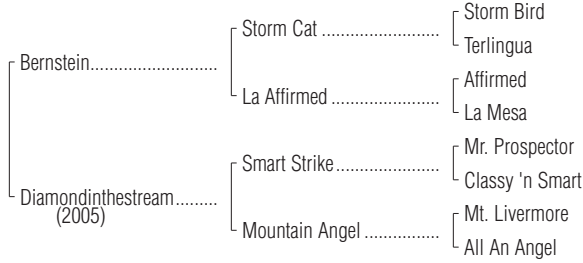 Storm Bird
Storm Cat ........................
Terlingua
Bernstein..........................
Affirmed
La Affirmed ......................
La Mesa
Mr. Prospector
Smart Strike.....................
Classy 'n Smart
Diamondinthestream.........
(2005)
Mt. Livermore
Mountain Angel ...............
All An Angel